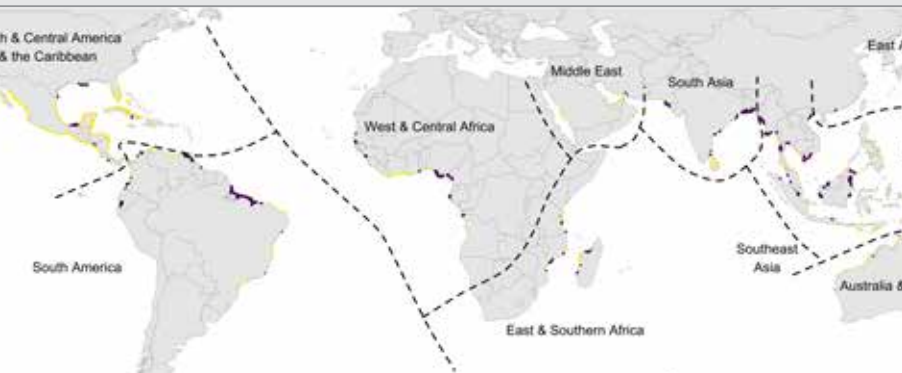 h & Central America
& the Caribbean
East A
Middle East
South Asia
West & Central Africa
South America
Southeast
Asia
Australia &
East & Southern Africa